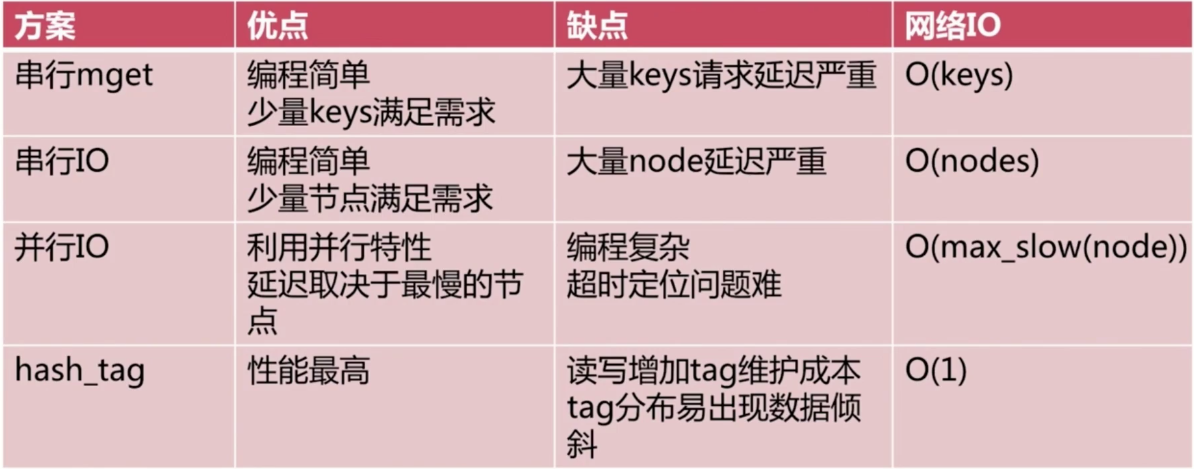 方案 优点 缺点 网络IO
串行mget 编程简单 大量keys请求延迟严重 O(keys)
少量keys满足需求
串行IO 编程简单 大量node延迟严重 O(nodes)
少量节点满足需求
并行IO 利用并行特性 编程复杂 O(max_slow(node))
延迟取决于最慢的节 超时定位问题难
点
hash_tag 性能最高 读写增加tag维护成本 O(1)
tag分布易出现数据倾
斜